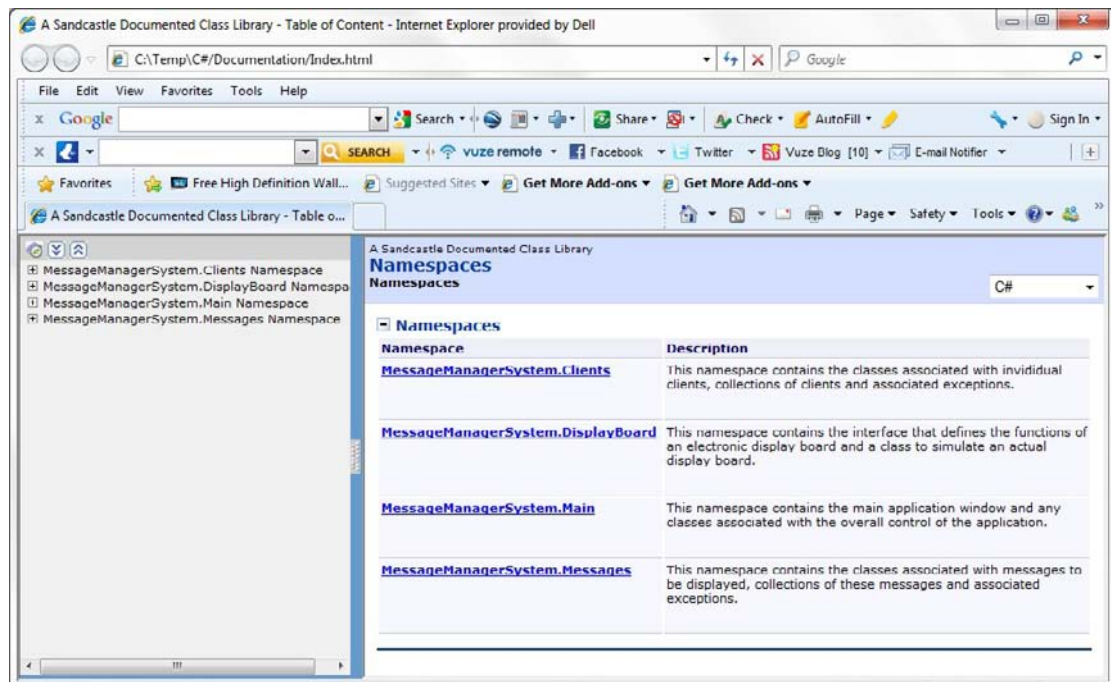 A Sandcastle Documented Class Library - Table of Content - Internet Explorer provided by Dell
C:\Temp\C#/Documentation/Index.html
Google
File Edit View Favorites Tools Help
x Google Search Share Check AutoFill Sign In
x SEARCH vuze remote Facebook Twitter Vuze Blog [10] E-mail Notifier
Favorites Free High Definition Wall... Suggested Sites Get More Add-ons Get More Add-ons
A Sandcastle Documented Class Library - Table o... Page Safety Tools
MessageManagerSystem.Clients Namespace
MessageManagerSystem.DisplayBoard Namespa
MessageManagerSystem.Main Namespace
MessageManagerSystem.Messages Namespace
A Sandcastle Documented Class Library
Namespaces
Namespaces
C#
Namespaces
Namespace Description
MessageManagerSystem.Clients This namespace contains the classes associated with invididual
clients, collections of clients and associated exceptions.
MessageManagerSystem.DisplayBoard This namespace contains the interface that defines the functions of
an electronic display board and a class to simulate an actual
display board.
MessageManagerSystem.Main This namespace contains the main application window and any
classes associated with the overall control of the application.
MessageManagerSystem.Messages This namespace contains the classes associated with messages to
be displayed, collections of these messages and associated
exceptions.